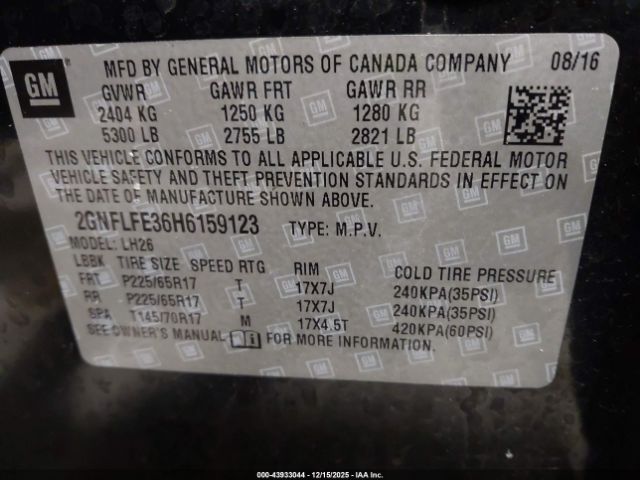 GM MFD BY GENERAL MOTORS OF CANADA COMPANY 08/16
GVWR GAWR FRT GAWR RR
2404 KG 1250 KG 1280 KG
5300 LB 2755 LB 2821 LB
THIS VEHICLE CONFORMS TO ALL APPLICABLE U.S. FEDERAL MOTOR
VEHICLE SAFETY AND THEFT PREVENTION STANDARDS IN EFFECT ON
THE DATE OF MANUFACTURE SHOWN ABOVE.
2GNFLFE36H6159123 TYPE: M.P.V.
MODEL: LH26
LBBK TIRE SIZE SPEED RTG RIM COLD TIRE PRESSURE
FRT P225/65R17 T 17X7J 240KPA(35PSI)
RR P225/65R17 T 17X7J 240KPA(35PSI)
SPA T145/70R17 M 17X4.5T 420KPA(60PSI)
SEE OWNER'S MANUAL FOR MORE INFORMATION.
000-43933044 - 12/15/2025 - IAA Inc.